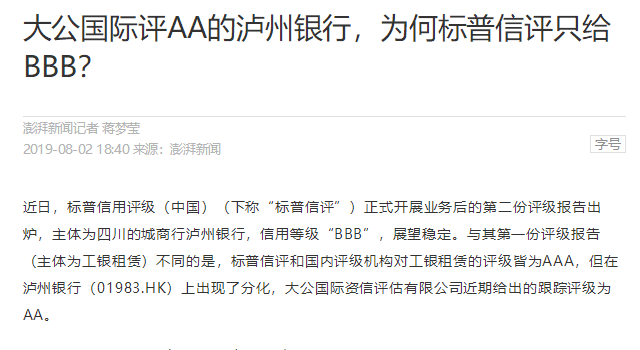 大公国际评AA的泸州银行，为何标普信评只给
BBB？
澎湃新闻记者 蒋梦莹
2019-08-02 18:40 来源：澎湃新闻
字号
近日，标普信用评级（中国）（下称“标普信评”）正式开展业务后的第二份评级报告出
炉，主体为四川的城商行泸州银行，信用等级“BBB”，展望稳定。与其第一份评级报告
（主体为工银租赁）不同的是，标普信评和国内评级机构对工银租赁的评级皆为AAA，但在
泸州银行（01983.HK）上出现了分化，大公国际资信评估有限公司近期给出的跟踪评级为
AA。